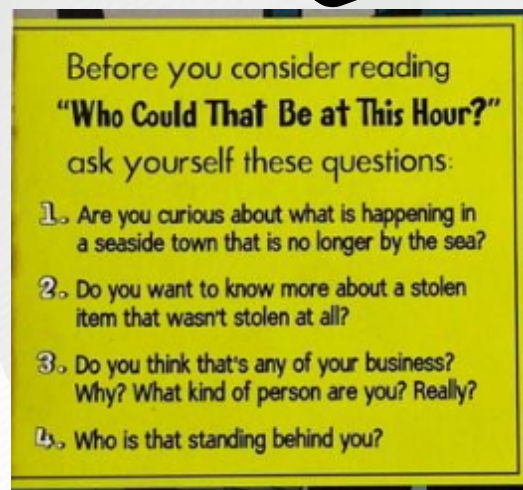 Before you consider reading
“Who Could That Be at This Hour?”
ask yourself these questions:
1. Are you curious about what is happening in
a seaside town that is no longer by the sea?
2. Do you want to know more about a stolen
item that wasn't stolen at all?
3. Do you think that's any of your business?
Why? What kind of person are you? Really?
4. Who is that standing behind you?